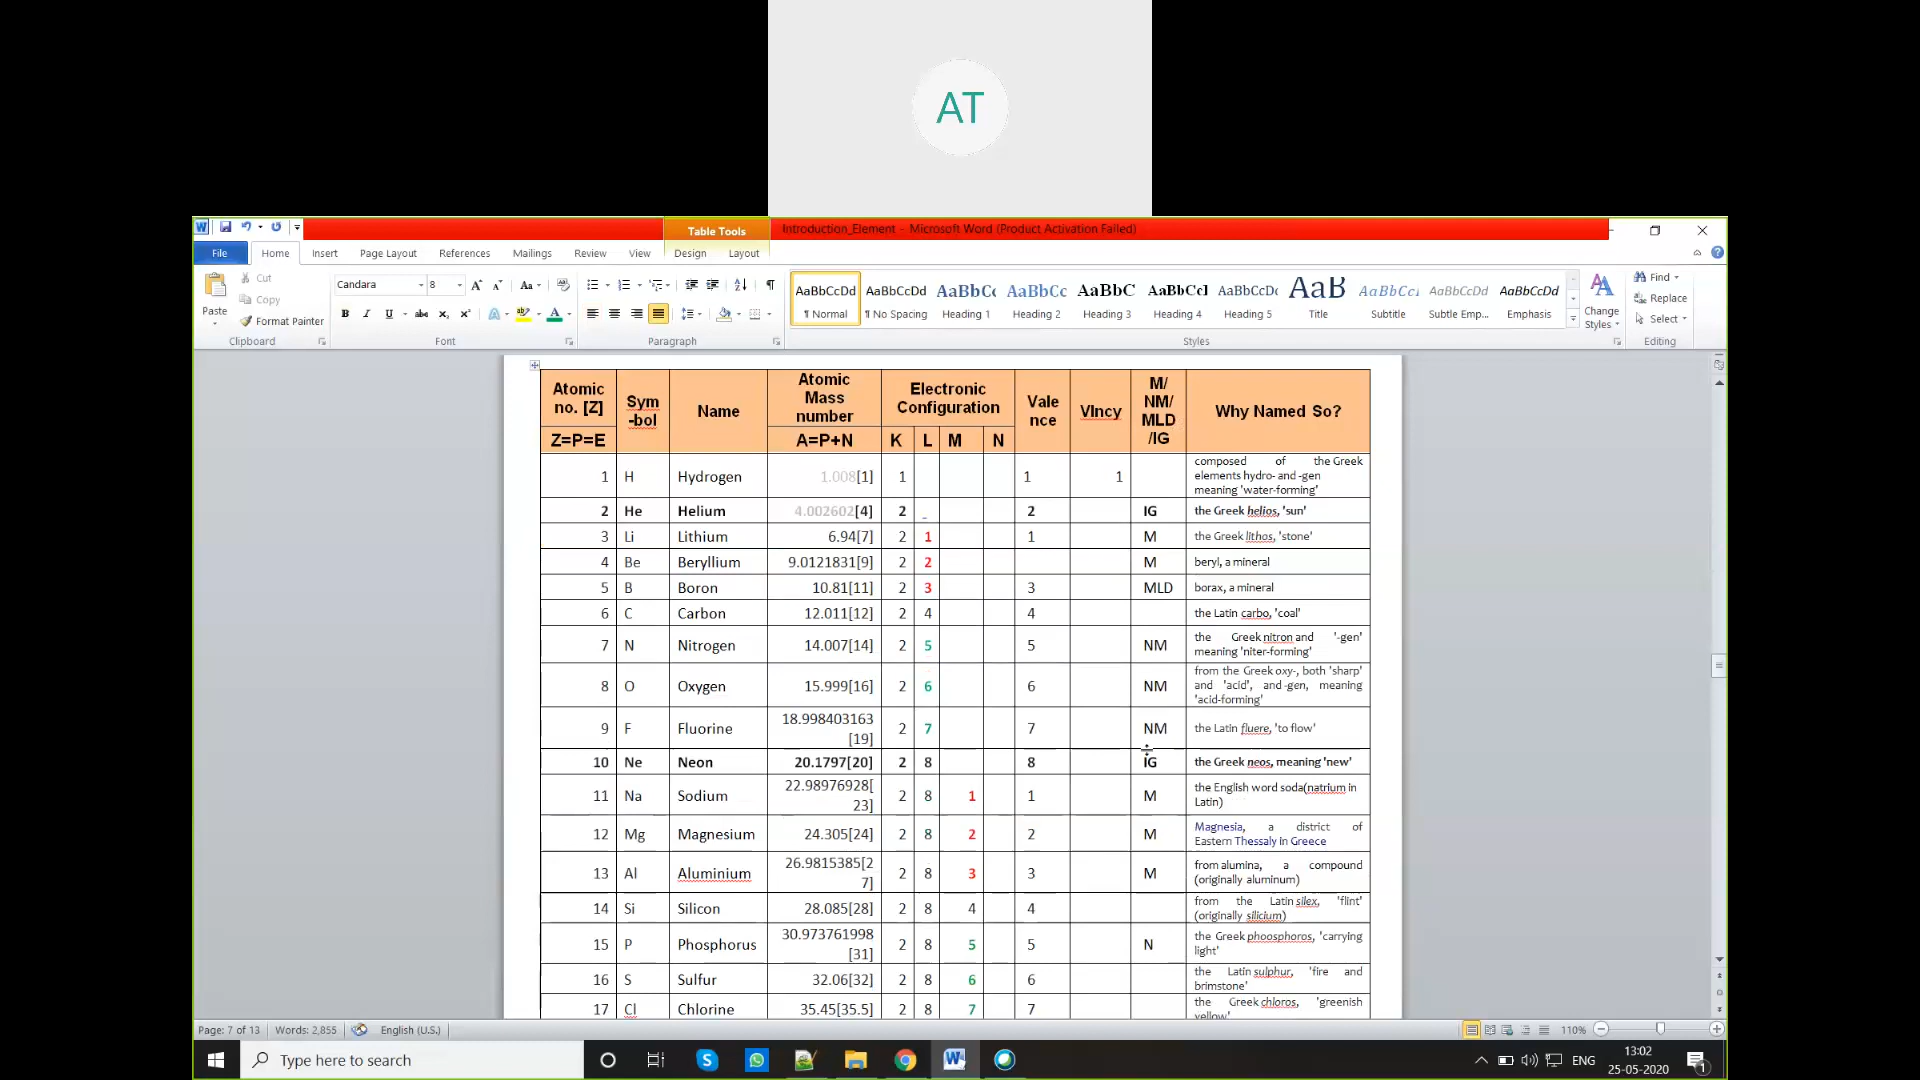 AT
Table Tools
Introduction_Element - Microsoft Word (Product Activation Failed)
File Home Insert Page Layout References Mailings Review View Design Layout
Paste
Cut
Copy
Format Painter
Candara 8
AaBbCcDd AaBbCcDd AaBbC AaBbCc AaBbC AaBbCcI AaBbCcDc AaB AaBbCcI AaBbCcDd AaBbCcDd
¶ Normal ¶ No Spacing Heading 1 Heading 2 Heading 3 Heading 4 Heading 5 Title Subtitle Subtle Emp... Emphasis
Change
Styles
Find
Replace
Select
Clipboard Font Paragraph Styles Editing
Atomic no. [Z] Sym-bol Name Atomic Mass number Electronic Configuration Valence Vlncy M/ NM/ MLD /IG Why Named So?
Z=P=E A=P+N K L M N
1 H Hydrogen 1.008[1] 1 1 1 composed of the Greek elements hydro- and -gen meaning 'water-forming'
2 He Helium 4.002602[4] 2 - 2 IG the Greek helios, 'sun'
3 Li Lithium 6.94[7] 2 1 1 M the Greek lithos, 'stone'
4 Be Beryllium 9.0121831[9] 2 2 M beryl, a mineral
5 B Boron 10.81[11] 2 3 3 MLD borax, a mineral
6 C Carbon 12.011[12] 2 4 4 the Latin carbo, 'coal'
7 N Nitrogen 14.007[14] 2 5 5 NM the Greek nitron and '-gen' meaning 'niter-forming'
8 O Oxygen 15.999[16] 2 6 6 NM from the Greek oxy-, both 'sharp' and 'acid', and -gen, meaning 'acid-forming'
9 F Fluorine 18.998403163[19] 2 7 7 NM the Latin fluere, 'to flow'
10 Ne Neon 20.1797[20] 2 8 8 IG the Greek neos, meaning 'new'
11 Na Sodium 22.98976928[23] 2 8 1 1 M the English word soda(natrium in Latin)
12 Mg Magnesium 24.305[24] 2 8 2 2 M Magnesia, a district of Eastern Thessaly in Greece
13 Al Aluminium 26.9815385[27] 2 8 3 3 M from alumina, a compound (originally aluminum)
14 Si Silicon 28.085[28] 2 8 4 4 from the Latin silex, 'flint' (originally silicium)
15 P Phosphorus 30.973761998[31] 2 8 5 5 N the Greek phoosphoros, 'carrying light'
16 S Sulfur 32.06[32] 2 8 6 6 the Latin sulphur, 'fire and brimstone'
17 Cl Chlorine 35.45[35.5] 2 8 7 7 the Greek chloros, 'greenish yellow'
Page: 7 of 13 Words: 2,855 English (U.S.) 110%
Type here to search
ENG 13:02
25-05-2020
1